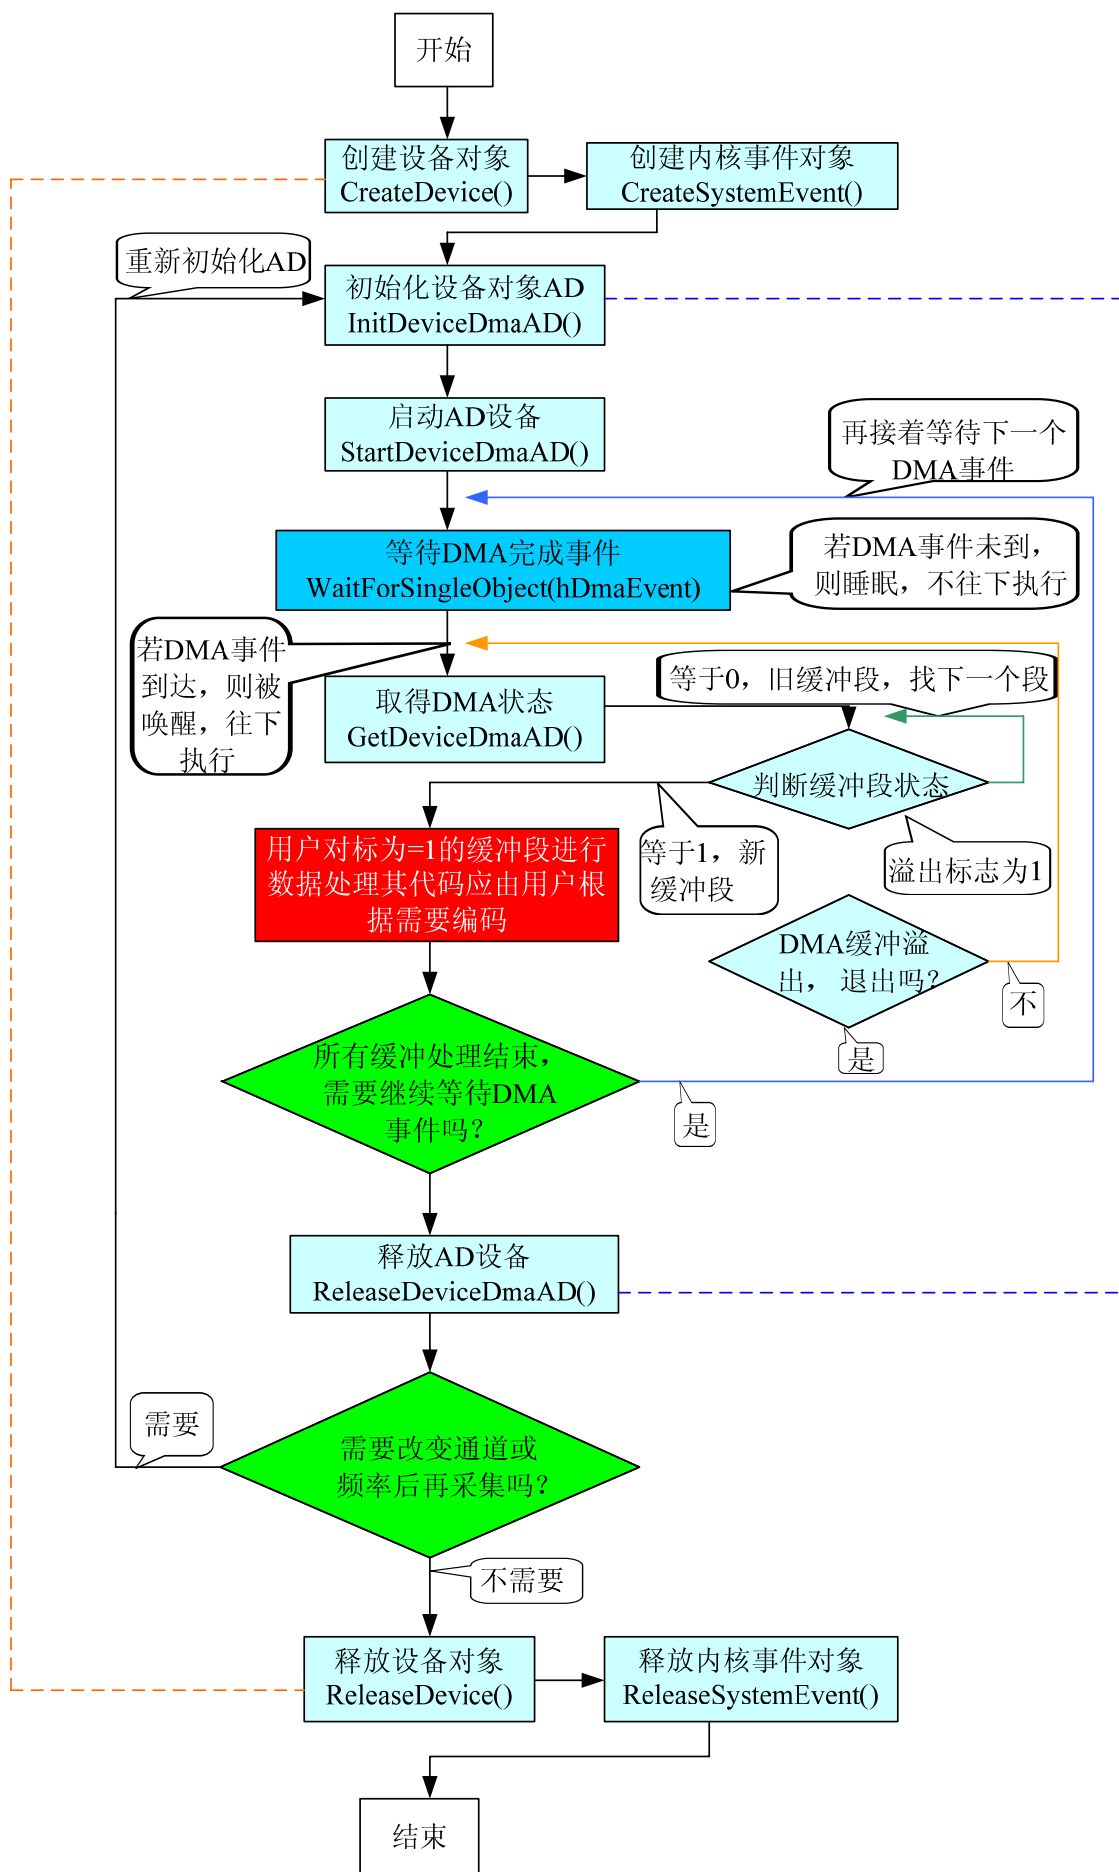 开始
创建设备对象
CreateDevice()
创建内核事件对象
CreateSystemEvent()
重新初始化AD
初始化设备对象AD
InitDeviceDmaAD()
启动AD设备
StartDeviceDmaAD()
再接着等待下一个
DMA事件
等待DMA完成事件
WaitForSingleObject(hDmaEvent)
若DMA事件未到，
则睡眠，不往下执行
若DMA事件
到达，则被
唤醒，往下
执行
取得DMA状态
GetDeviceDmaAD()
等于0，旧缓冲段，找下一个段
判断缓冲段状态
等于1，新
缓冲段
溢出标志为1
用户对标为=1的缓冲段进行
数据处理其代码应由用户根
据需要编码
DMA缓冲溢
出， 退出吗？
不
是
所有缓冲处理结束，
需要继续等待DMA
事件吗？
是
释放AD设备
ReleaseDeviceDmaAD()
需要
需要改变通道或
频率后再采集吗？
不需要
释放设备对象
ReleaseDevice()
释放内核事件对象
ReleaseSystemEvent()
结束